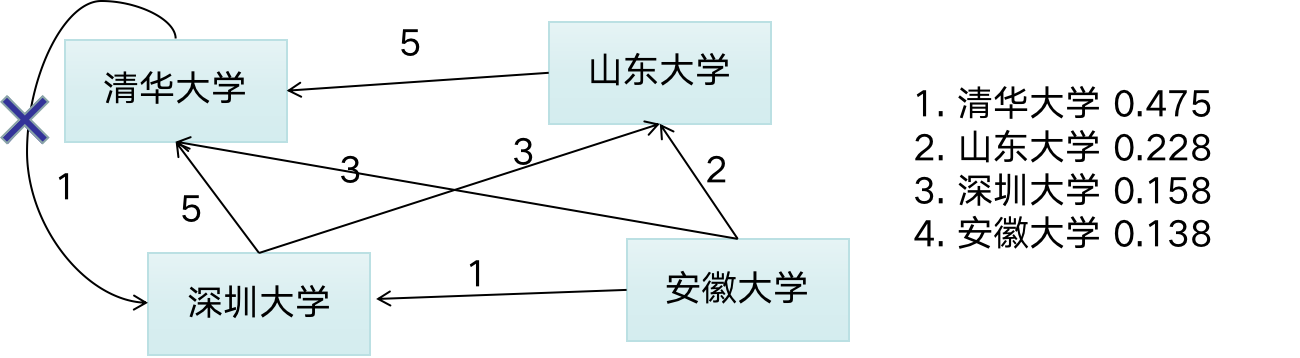 清华大学
5
山东大学
1
5
3
3
2
深圳大学
1
安徽大学
1. 清华大学 0.475
2. 山东大学 0.228
3. 深圳大学 0.158
4. 安徽大学 0.138